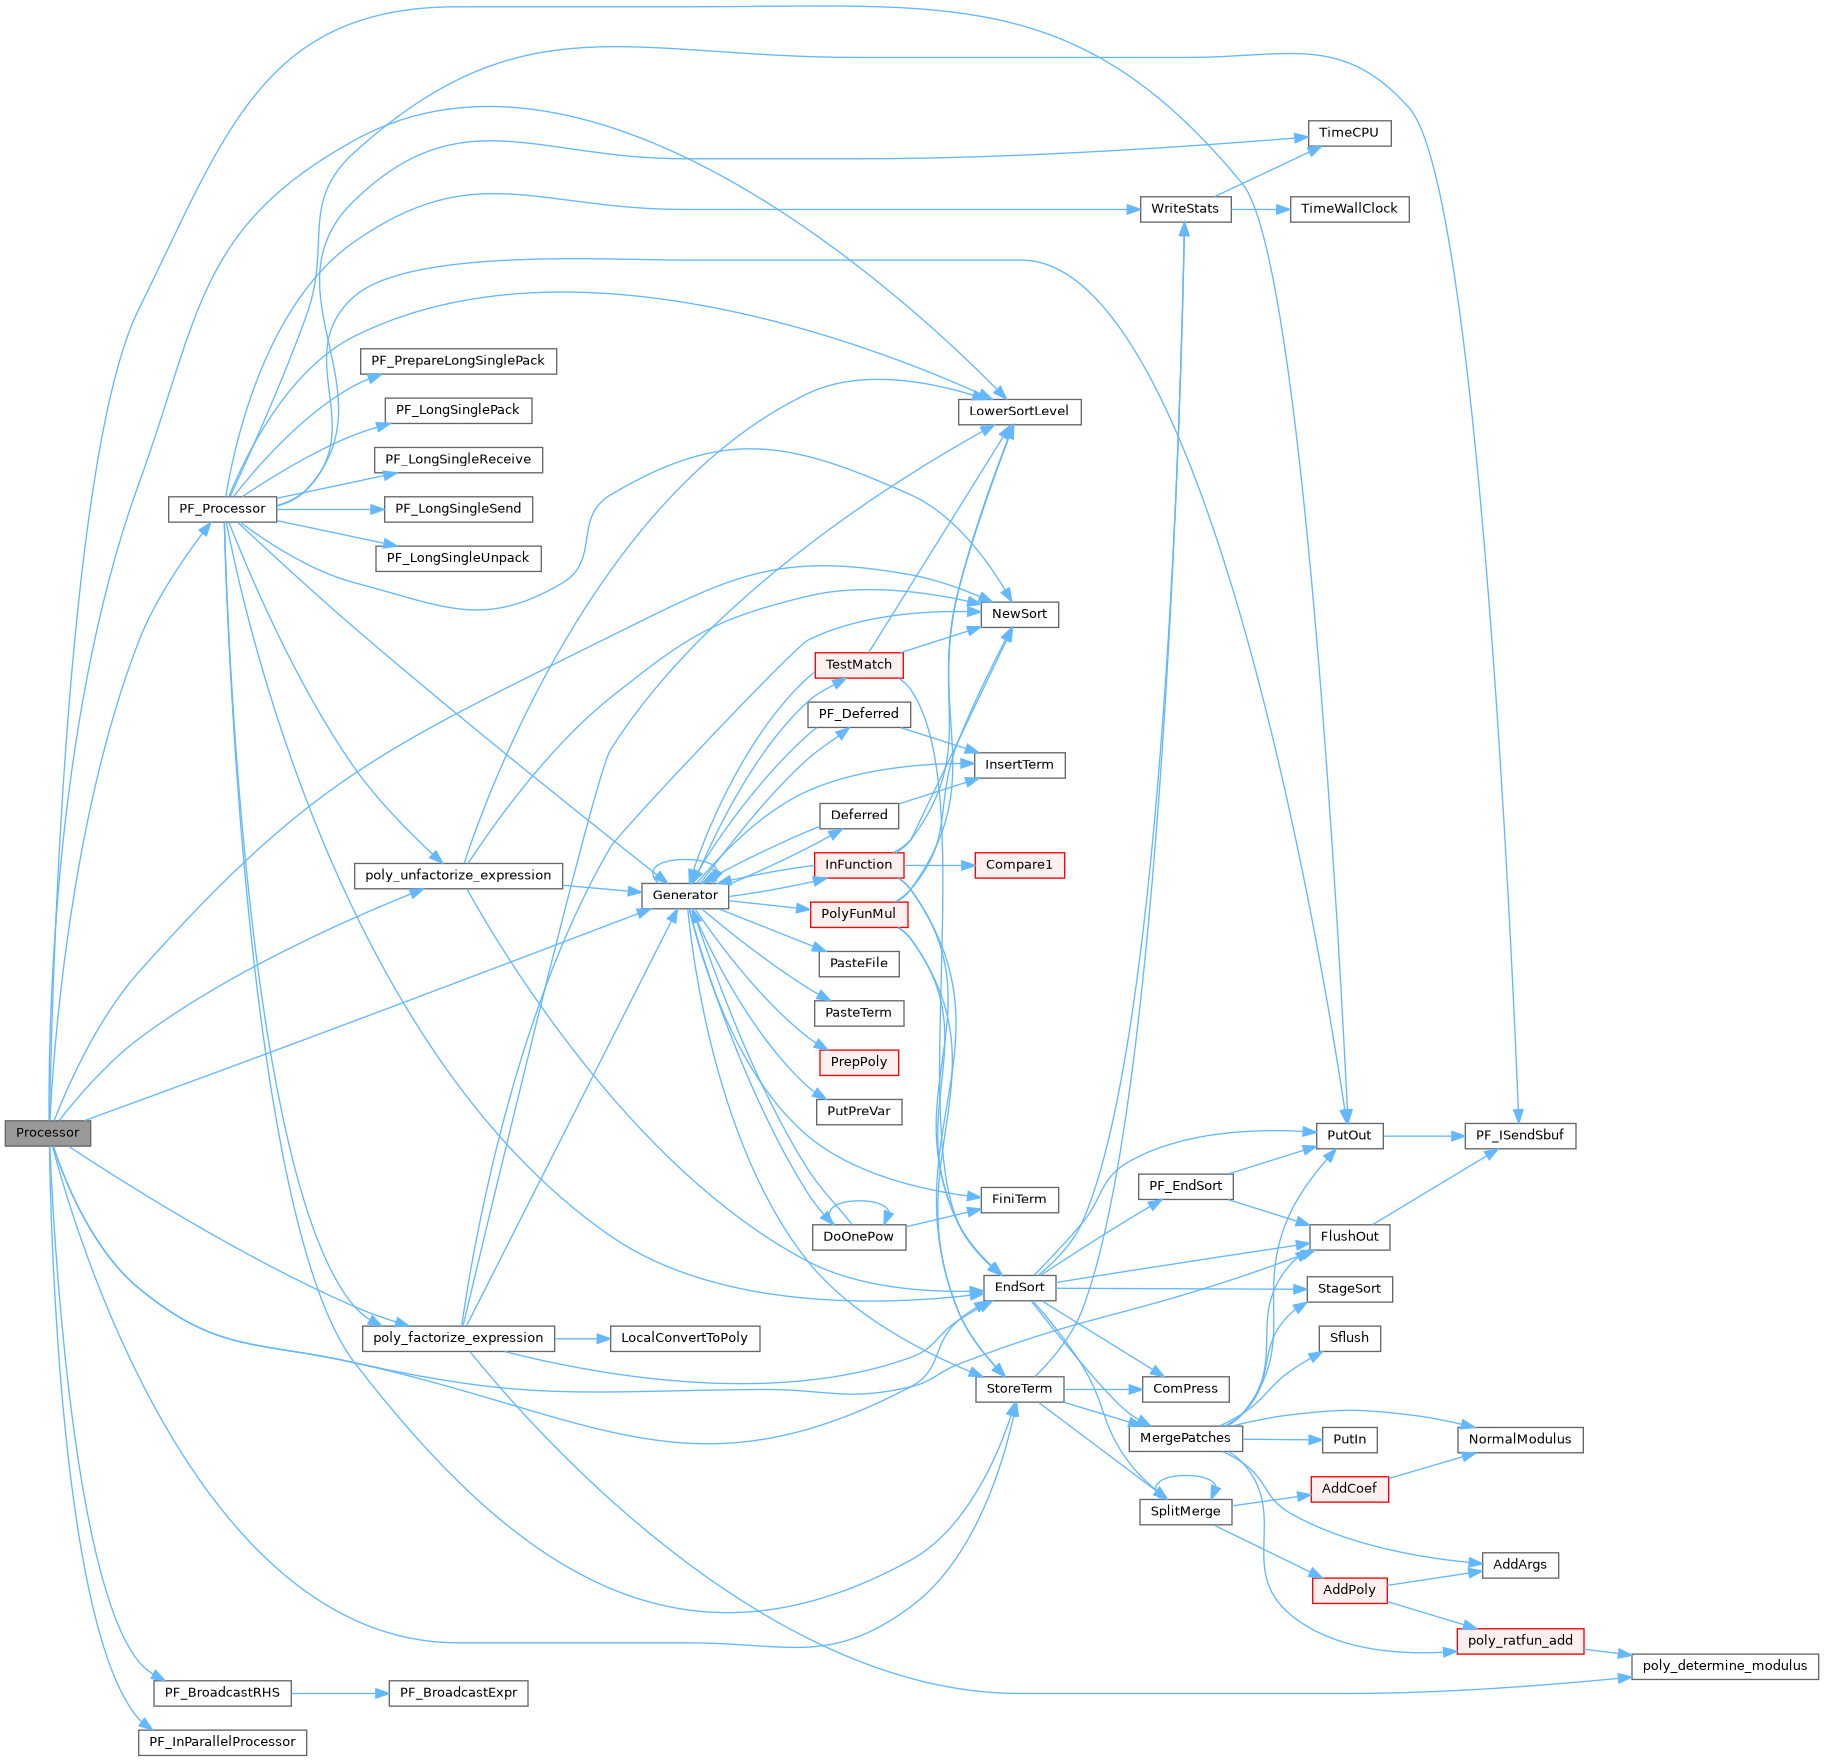 TimeCPU
WriteStats
TimeWallClock
PF_PrepareLongSinglePack
PF_LongSinglePack
LowerSortLevel
PF_LongSingleReceive
PF_Processor
PF_LongSingleSend
PF_LongSingleUnpack
NewSort
TestMatch
PF_Deferred
InsertTerm
Deferred
InFunction
Compare1
poly_unfactorize_expression
Generator
PolyFunMul
PasteFile
PasteTerm
PrepPoly
PutPreVar
Processor
PutOut
PF_ISendSbuf
PF_EndSort
FiniTerm
DoOnePow
FlushOut
EndSort
StageSort
poly_factorize_expression
LocalConvertToPoly
Sflush
StoreTerm
ComPress
MergePatches
PutIn
NormalModulus
AddCoef
SplitMerge
AddArgs
AddPoly
poly_ratfun_add
poly_determine_modulus
PF_BroadcastRHS
PF_BroadcastExpr
PF_InParallelProcessor